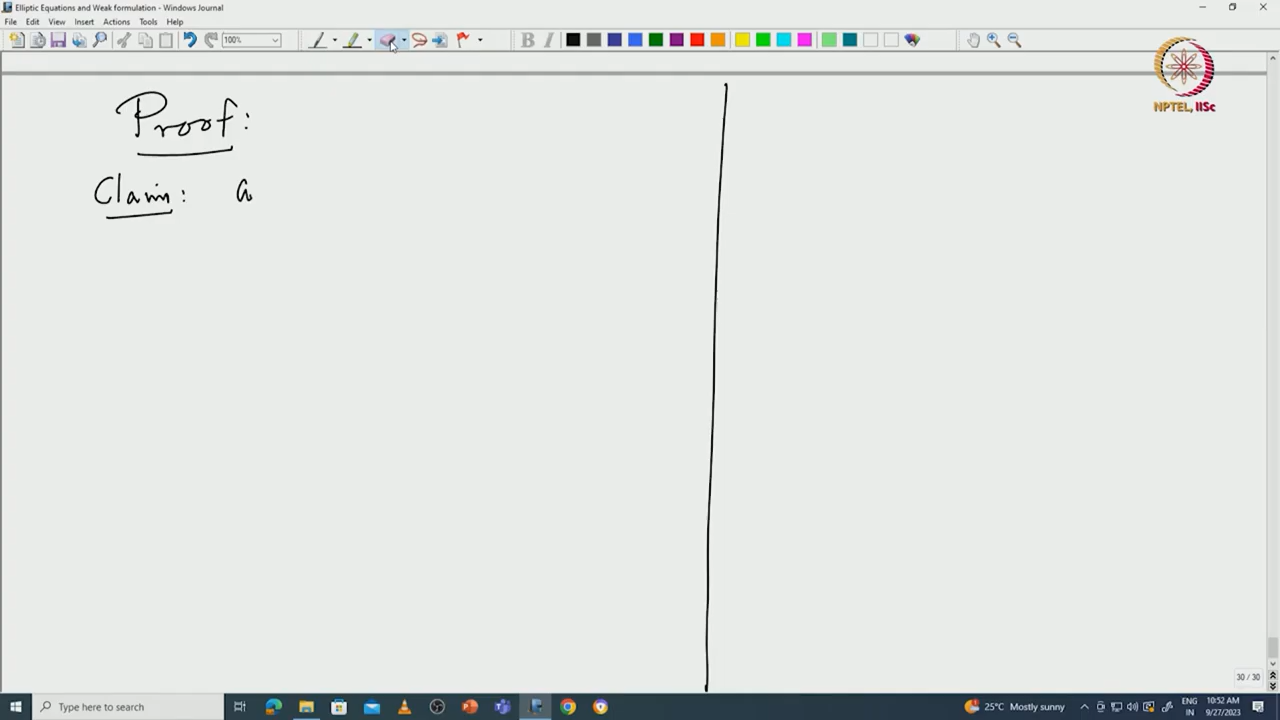 Elliptic Equations and Weak formulation - Windows Journal
File Edit View Insert Actions Tools Help
100%
B I
NPTEL, IISc
Proof:
Claim: a
30 / 30
Type here to search
25°C Mostly sunny
ENG
IN
10:52 AM
9/27/2023